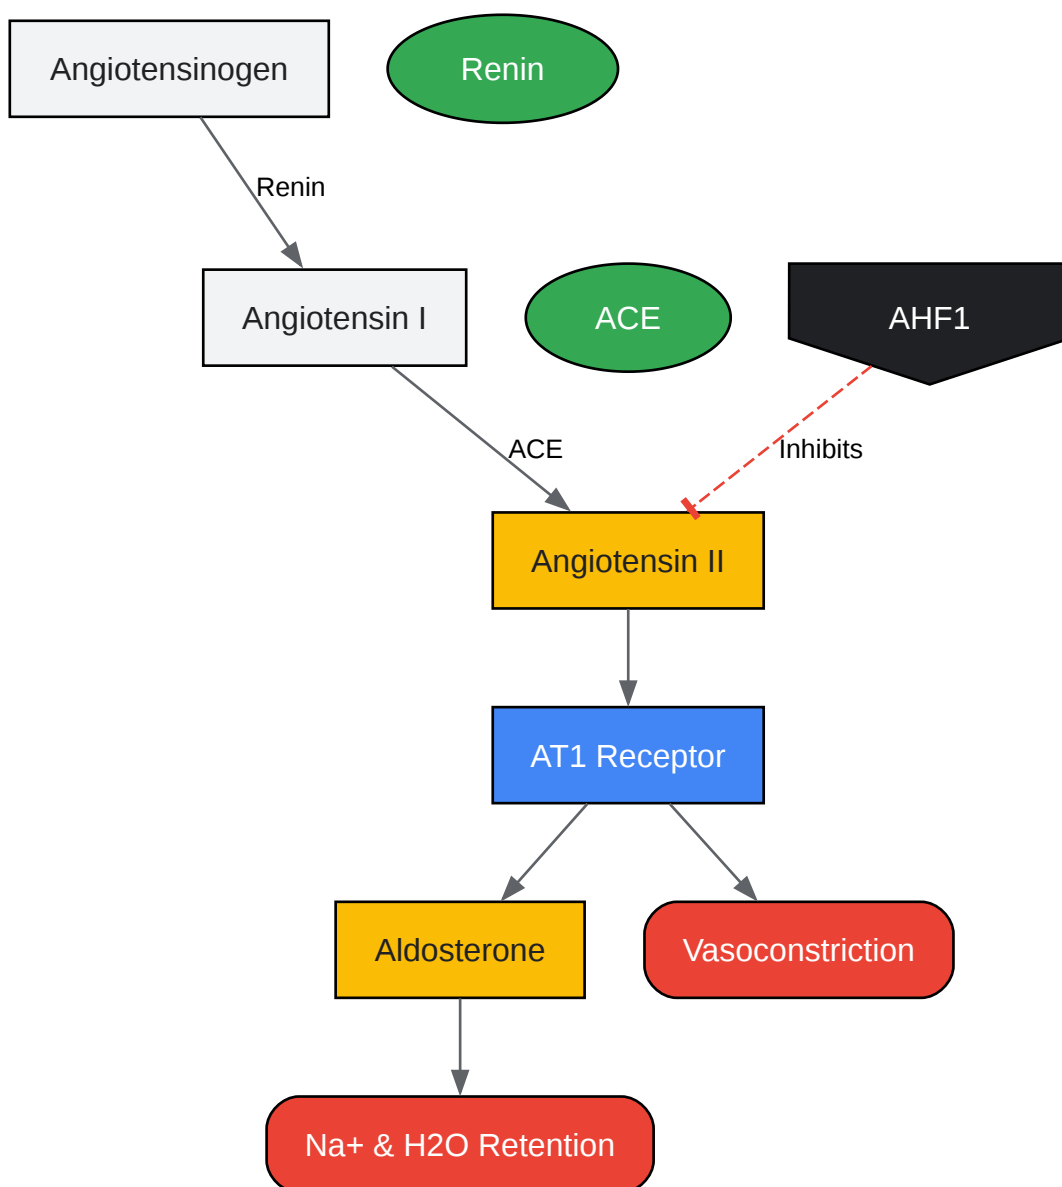 Angiotensinogen
Renin
Renin
Angiotensin I
ACE
AHF1
ACE
Inhibits
Angiotensin II
AT1 Receptor
Aldosterone
Vasoconstriction
Na+ & H2O Retention